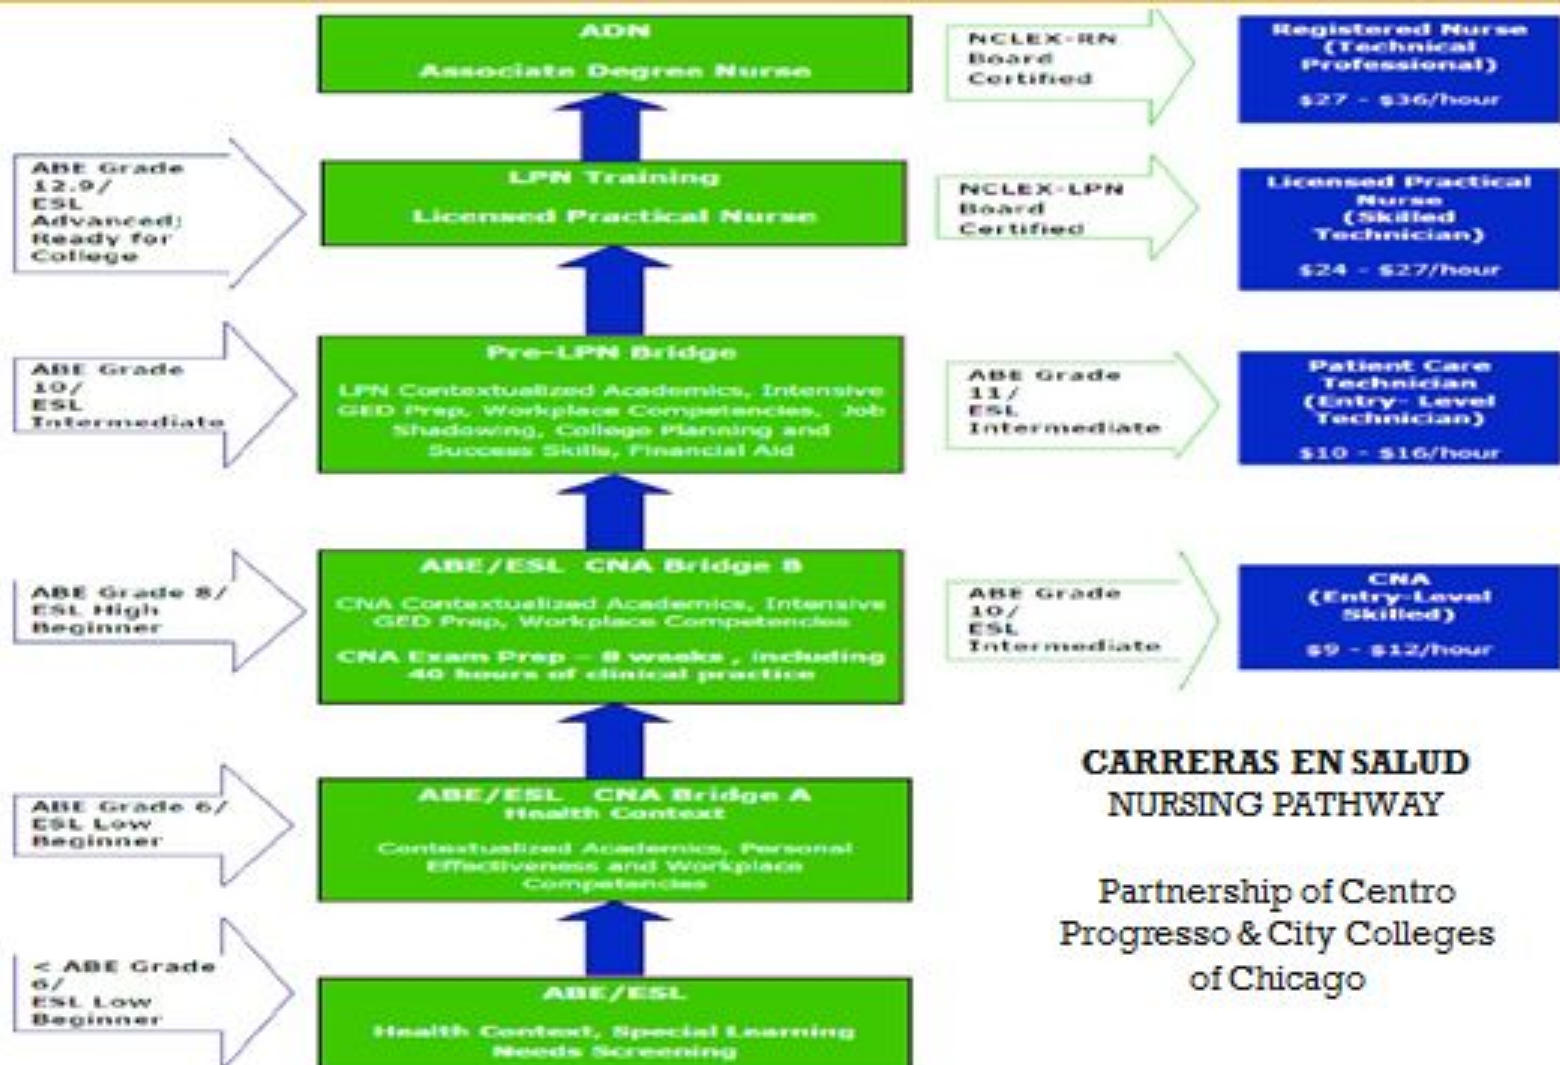 ADN
Associate Degree Nurse
NCLEX-RN
Board
Certified
Registered Nurse
(Technical
Professional)
$27 - $36/hour
ABE Grade
12.9/
ESL
Advanced;
Ready for
College
LPN Training
Licensed Practical Nurse
NCLEX-LPN
Board
Certified
Licensed Practical
Nurse
(Skilled
Technician)
$24 - $27/hour
ABE Grade
10/
ESL
Intermediate
Pre-LPN Bridge
LPN Contextualized Academics, Intensive
GED Prep, Workplace Competencies, Job
Shadowing, College Planning and
Success Skills, Financial Aid
ABE Grade
11/
ESL
Intermediate
Patient Care
Technician
(Entry- Level
Technician)
$10 - $16/hour
ABE Grade 8/
ESL High
Beginner
ABE/ESL CNA Bridge B
CNA Contextualized Academics, Intensive
GED Prep, Workplace Competencies
CNA Exam Prep – 8 weeks , including
40 hours of clinical practice
ABE Grade
10/
ESL
Intermediate
CNA
(Entry-Level
Skilled)
$9 - $12/hour
ABE Grade 6/
ESL Low
Beginner
ABE/ESL CNA Bridge A
Health Context
Contextualized Academics, Personal
Effectiveness and Workplace
Competencies
CARRERAS EN SALUD
NURSING PATHWAY
Partnership of Centro
Progresso & City Colleges
of Chicago
< ABE Grade
6/
ESL Low
Beginner
ABE/ESL
Health Context, Special Learning
Needs Screening